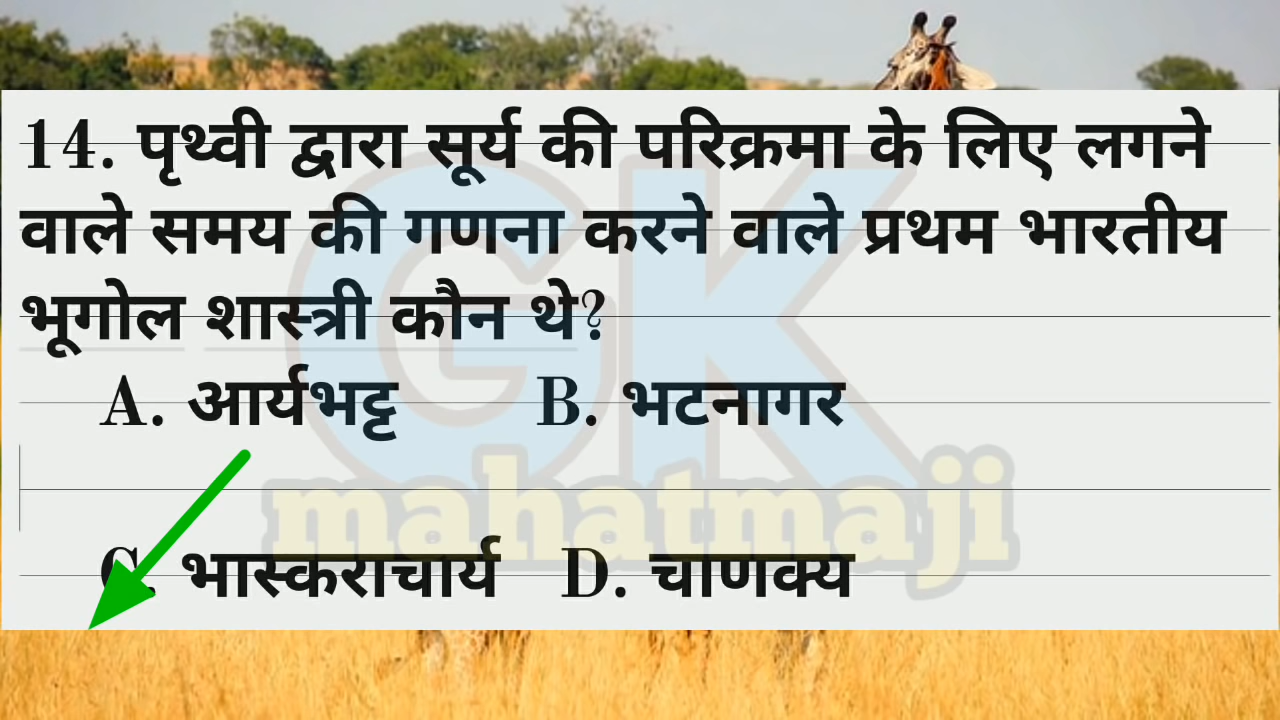 14. पृथ्वी द्वारा सूर्य की परिक्रमा के लिए लगने
वाले समय की गणना करने वाले प्रथम भारतीय
भूगोल शास्त्री कौन थे?
A. आर्यभट्ट B. भटनागर
GK
mahatmaji
C. भास्कराचार्य D. चाणक्य